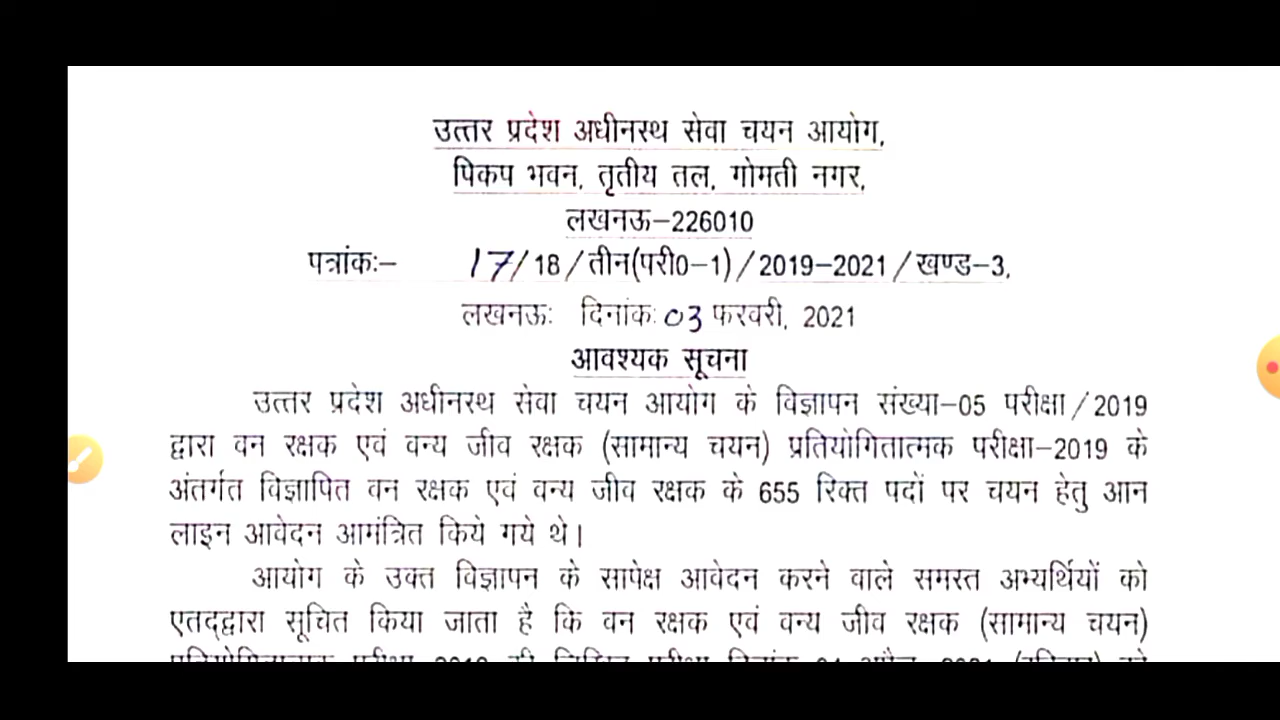 उत्तर प्रदेश अधीनस्थ सेवा चयन आयोग,
पिकप भवन, तृतीय तल, गोमती नगर,
लखनऊ–226010
पत्रांकः– 17/18/तीन(परी0–1)/2019–2021/खण्ड–3,
लखनऊः दिनांकः 03 फरवरी, 2021
आवश्यक सूचना
उत्तर प्रदेश अधीनस्थ सेवा चयन आयोग के विज्ञापन संख्या–05 परीक्षा/2019
द्वारा वन रक्षक एवं वन्य जीव रक्षक (सामान्य चयन) प्रतियोगितात्मक परीक्षा–2019 के
अंतर्गत विज्ञापित वन रक्षक एवं वन्य जीव रक्षक के 655 रिक्त पदों पर चयन हेतु आन
लाइन आवेदन आमंत्रित किये गये थे।
आयोग के उक्त विज्ञापन के सापेक्ष आवेदन करने वाले समस्त अभ्यर्थियों को
एतद्द्वारा सूचित किया जाता है कि वन रक्षक एवं वन्य जीव रक्षक (सामान्य चयन)